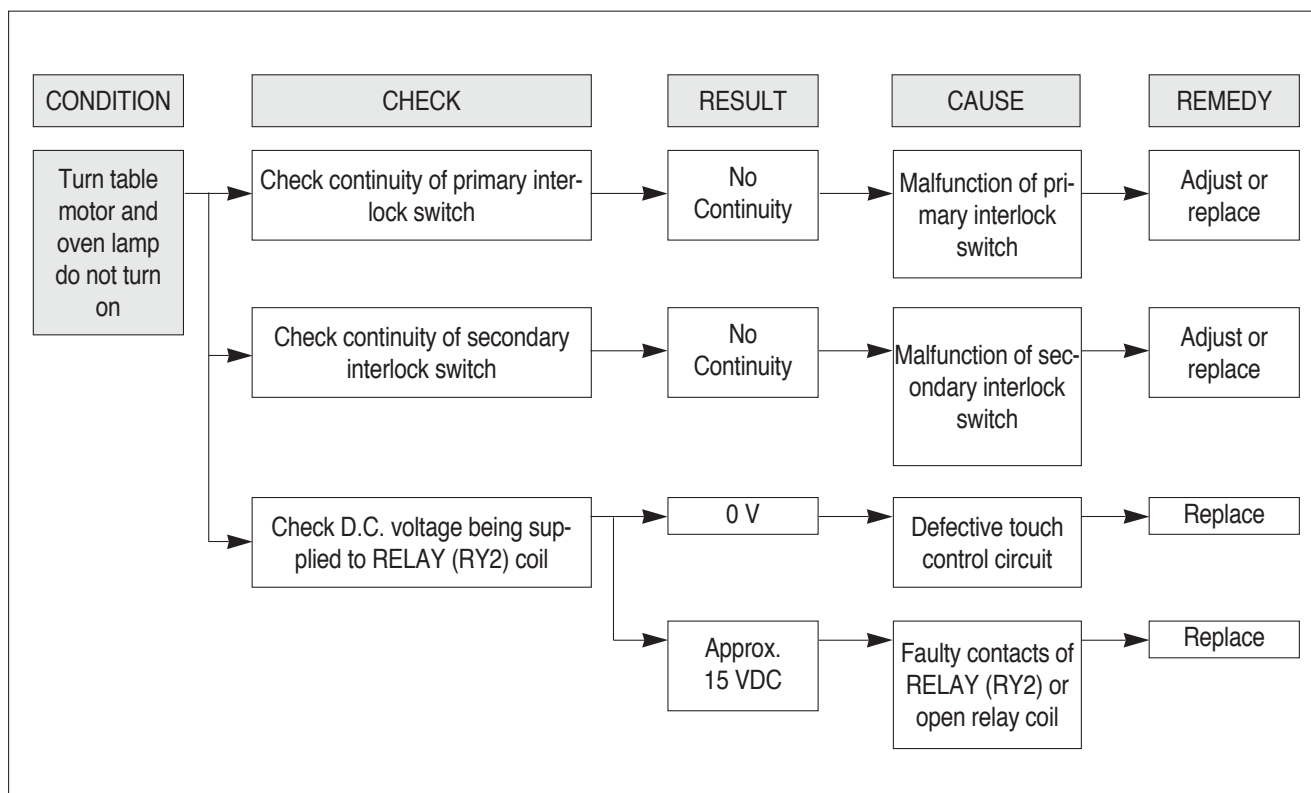 CONDITION
CHECK
RESULT
CAUSE
REMEDY
Turn table
motor and
oven lamp
do not turn
on
Check continuity of primary inter-
lock switch
No
Continuity
Malfunction of pri-
mary interlock
switch
Adjust or
replace
Check continuity of secondary
interlock switch
No
Continuity
Malfunction of sec-
ondary interlock
switch
Adjust or
replace
Check D.C. voltage being sup-
plied to RELAY (RY2) coil
0 V
Defective touch
control circuit
Replace
Approx.
15 VDC
Faulty contacts of
RELAY (RY2) or
open relay coil
Replace